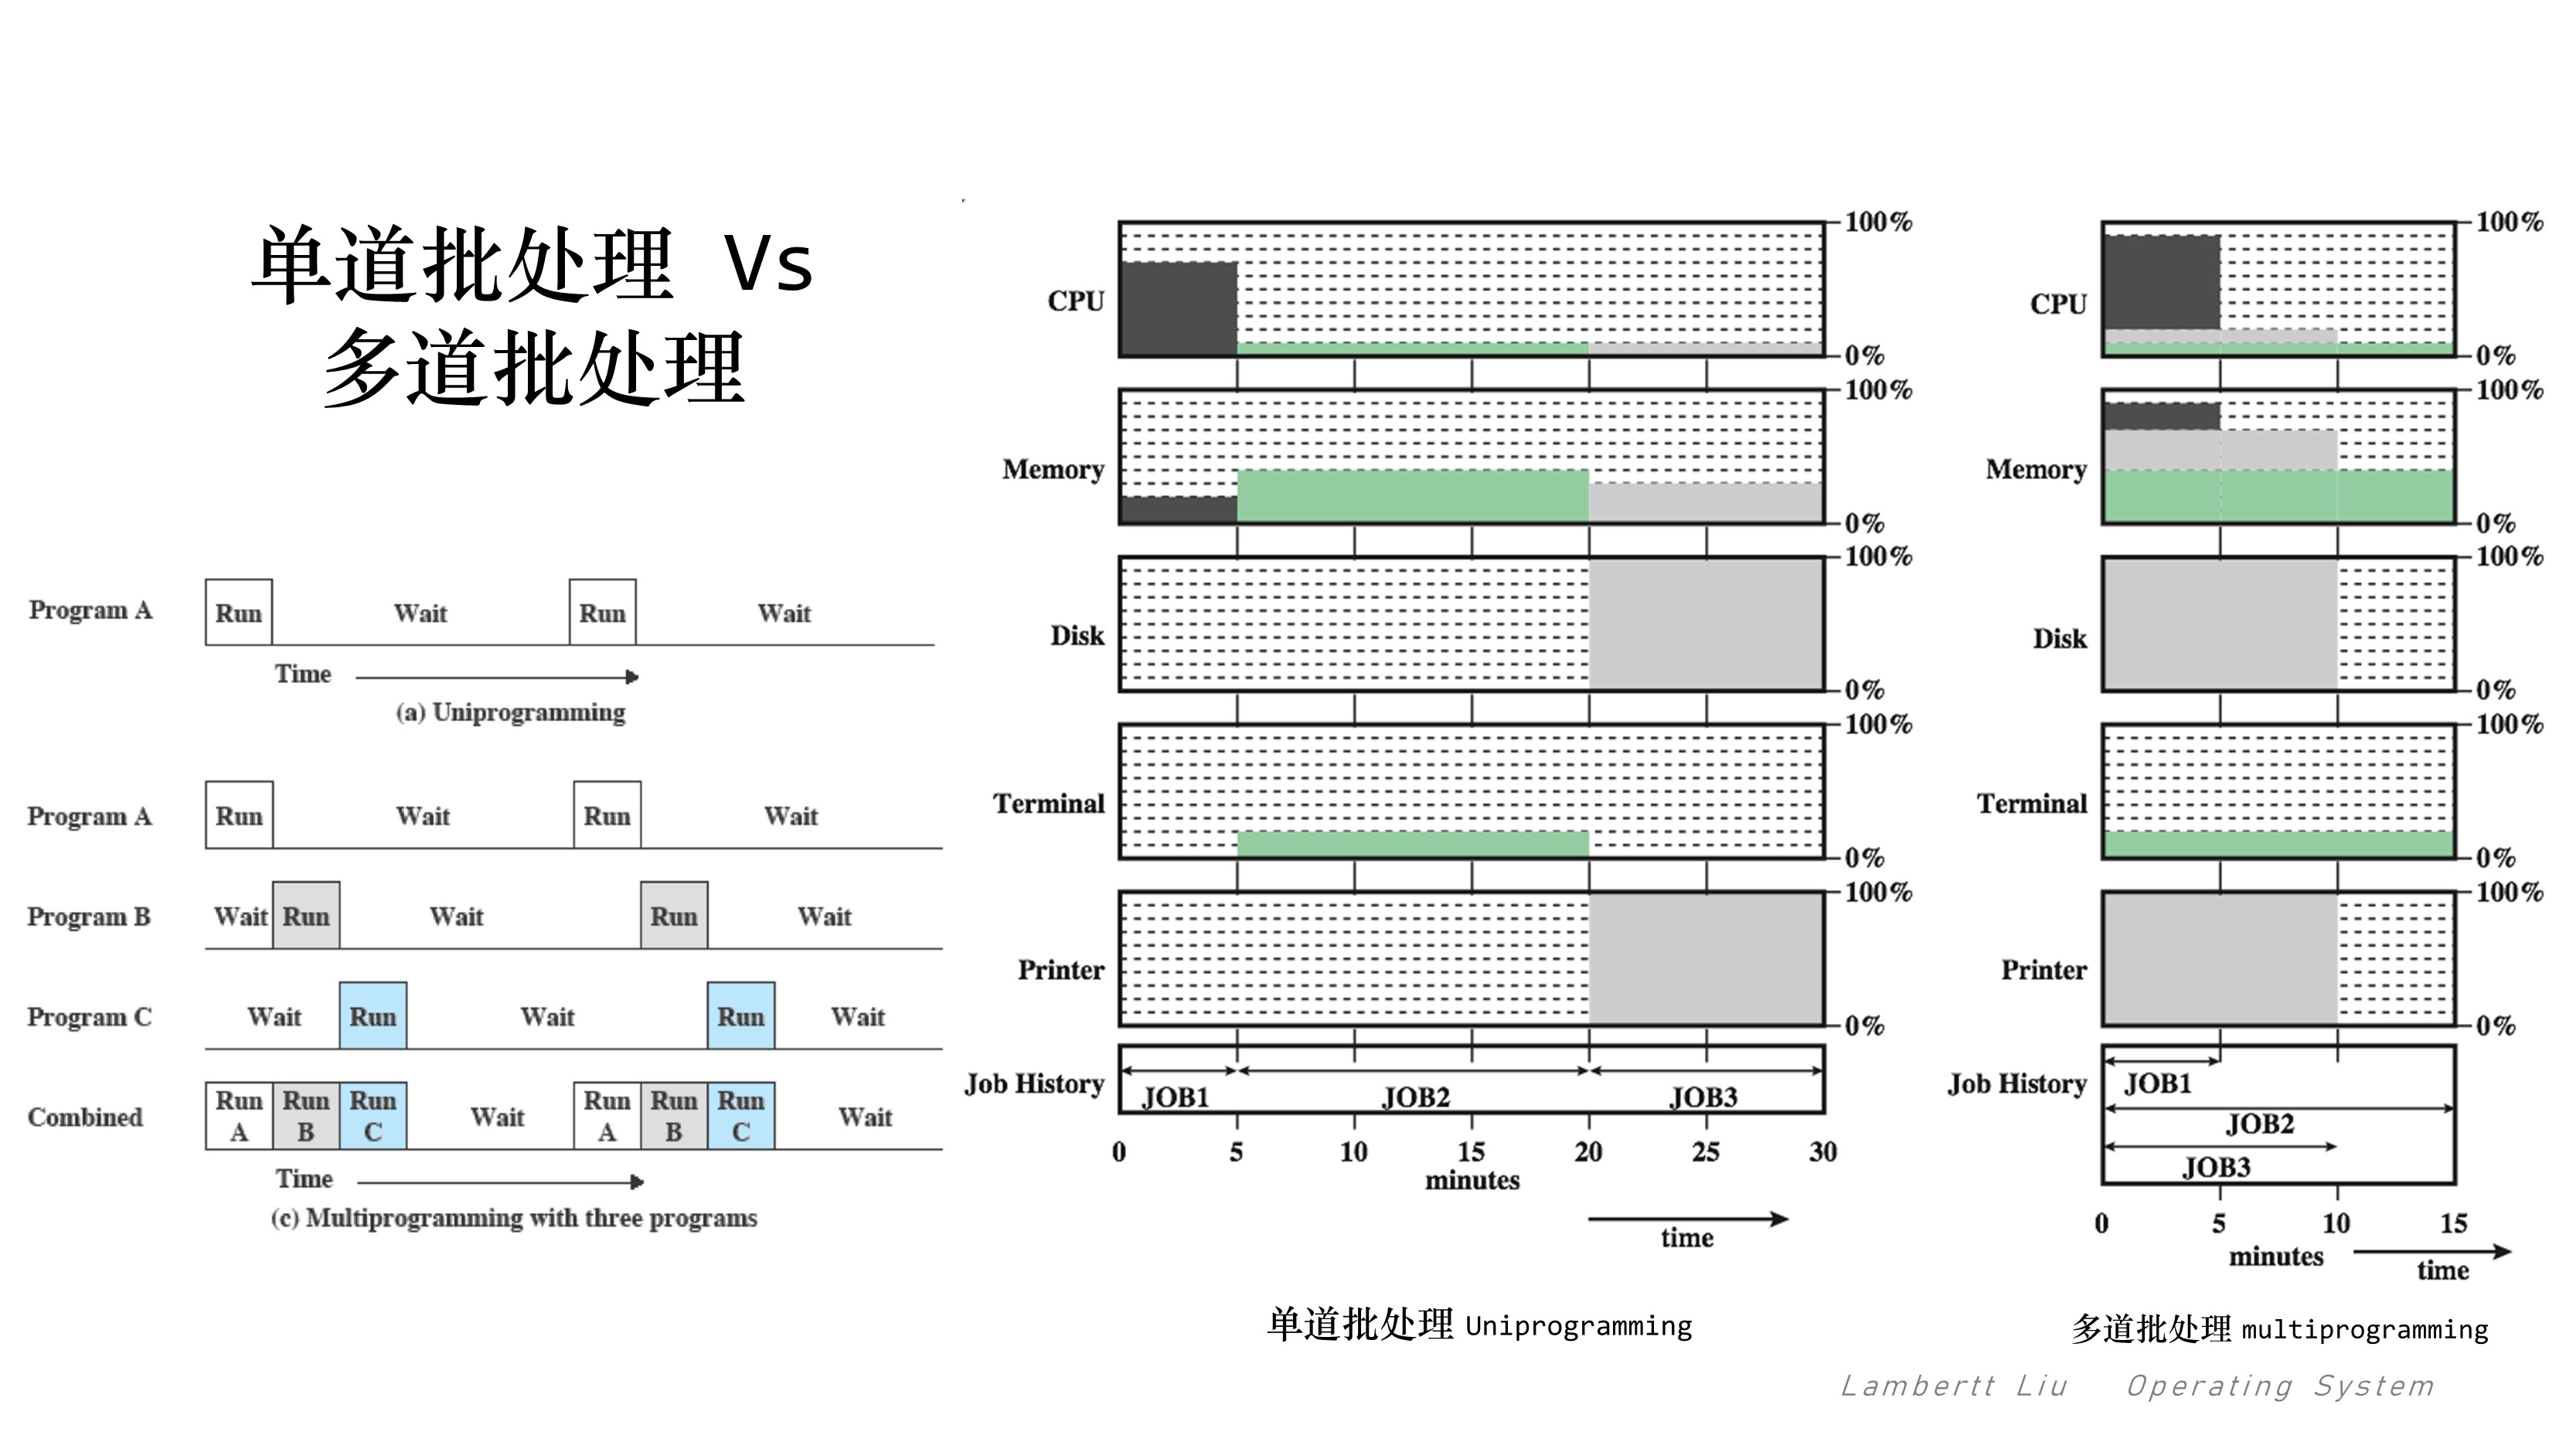 单道批处理 Vs
多道批处理
Program A
Run
Wait
Run
Wait
Time
(a) Uniprogramming
Program A
Run
Wait
Run
Wait
Program B
Wait
Run
Wait
Run
Wait
Program C
Wait
Run
Wait
Run
Wait
Combined
Run
A
Run
B
Run
C
Wait
Run
A
Run
B
Run
C
Wait
Time
(c) Multiprogramming with three programs
CPU
100%
0%
Memory
100%
0%
Disk
100%
0%
Terminal
100%
0%
Printer
100%
0%
Job History
JOB1
JOB2
JOB3
0
5
10
15
20
25
30
minutes
time
单道批处理 Uniprogramming
CPU
100%
0%
Memory
100%
0%
Disk
100%
0%
Terminal
100%
0%
Printer
100%
0%
Job History
JOB1
JOB2
JOB3
0
5
10
15
minutes
time
多道批处理 multiprogramming
Lambertt Liu Operating System